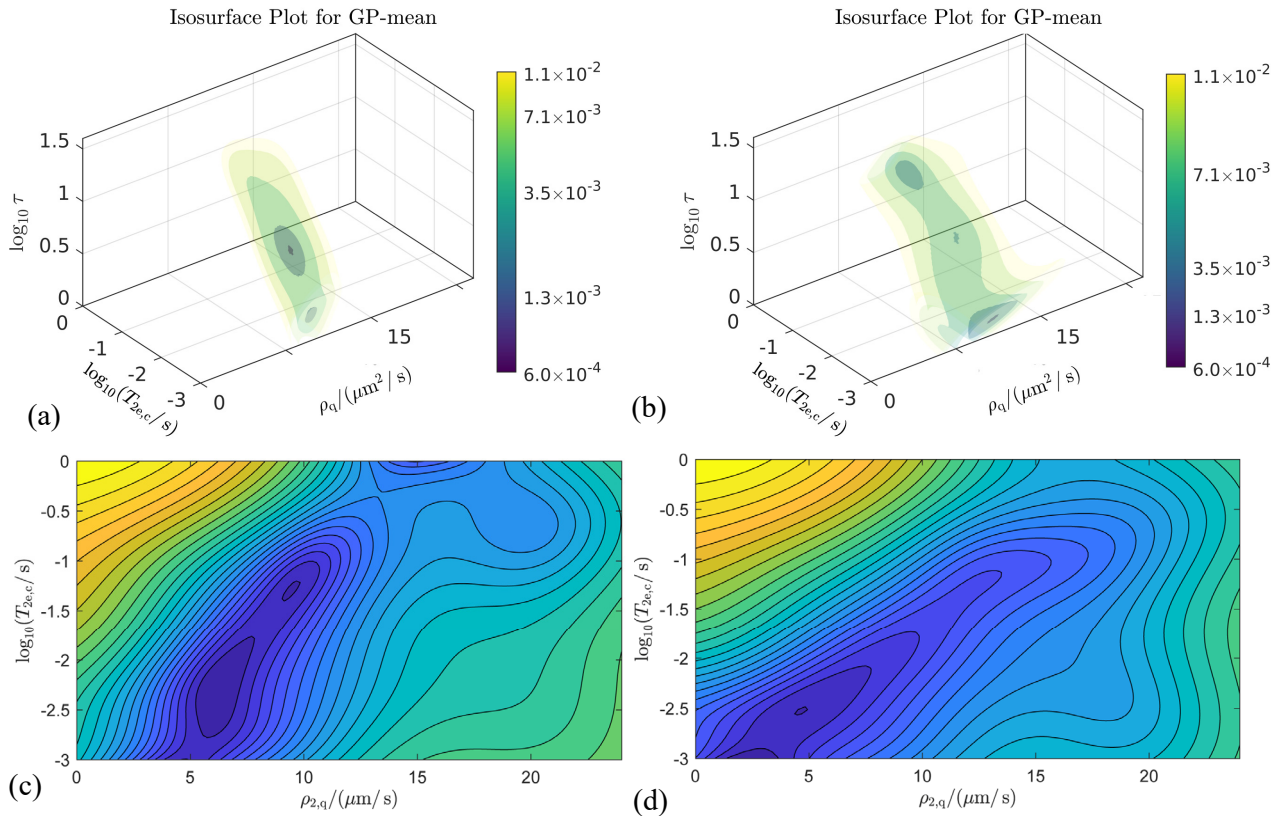 Isosurface Plot for GP-mean
1.5
1
0.5
0
log₁₀ τ
0
-1
-2
-3
log₁₀(T₂ₑ,c/s)
0
15
ρq/(μm²/s)
1.1×10⁻²
7.1×10⁻³
3.5×10⁻³
1.3×10⁻³
6.0×10⁻⁴
(a)
Isosurface Plot for GP-mean
1.5
1
0.5
0
log₁₀ τ
0
-1
-2
-3
log₁₀(T₂ₑ,c/s)
0
15
ρq/(μm²/s)
1.1×10⁻²
7.1×10⁻³
3.5×10⁻³
1.3×10⁻³
6.0×10⁻⁴
(b)
0
-0.5
-1
-1.5
-2
-2.5
-3
log₁₀(T₂ₑ,c/s)
0 5 10 15 20
ρ₂,q/(μm/s)
(c)
0
-0.5
-1
-1.5
-2
-2.5
-3
log₁₀(T₂ₑ,c/s)
0 5 10 15 20
ρ₂,q/(μm/s)
(d)